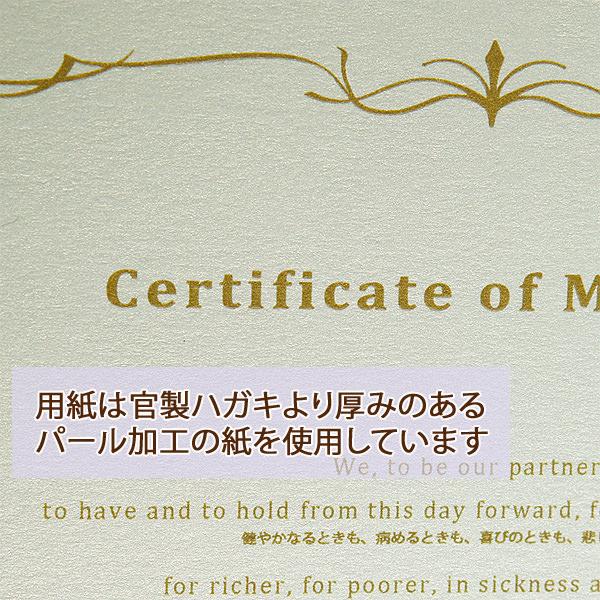 Certificate of M
用紙は官製ハガキより厚みのある
パール加工の紙を使用しています
We, to be our partner
to have and to hold from this day forward, f
健やかなるときも、病めるときも、喜びのときも、悲し
for richer, for poorer, in sickness a